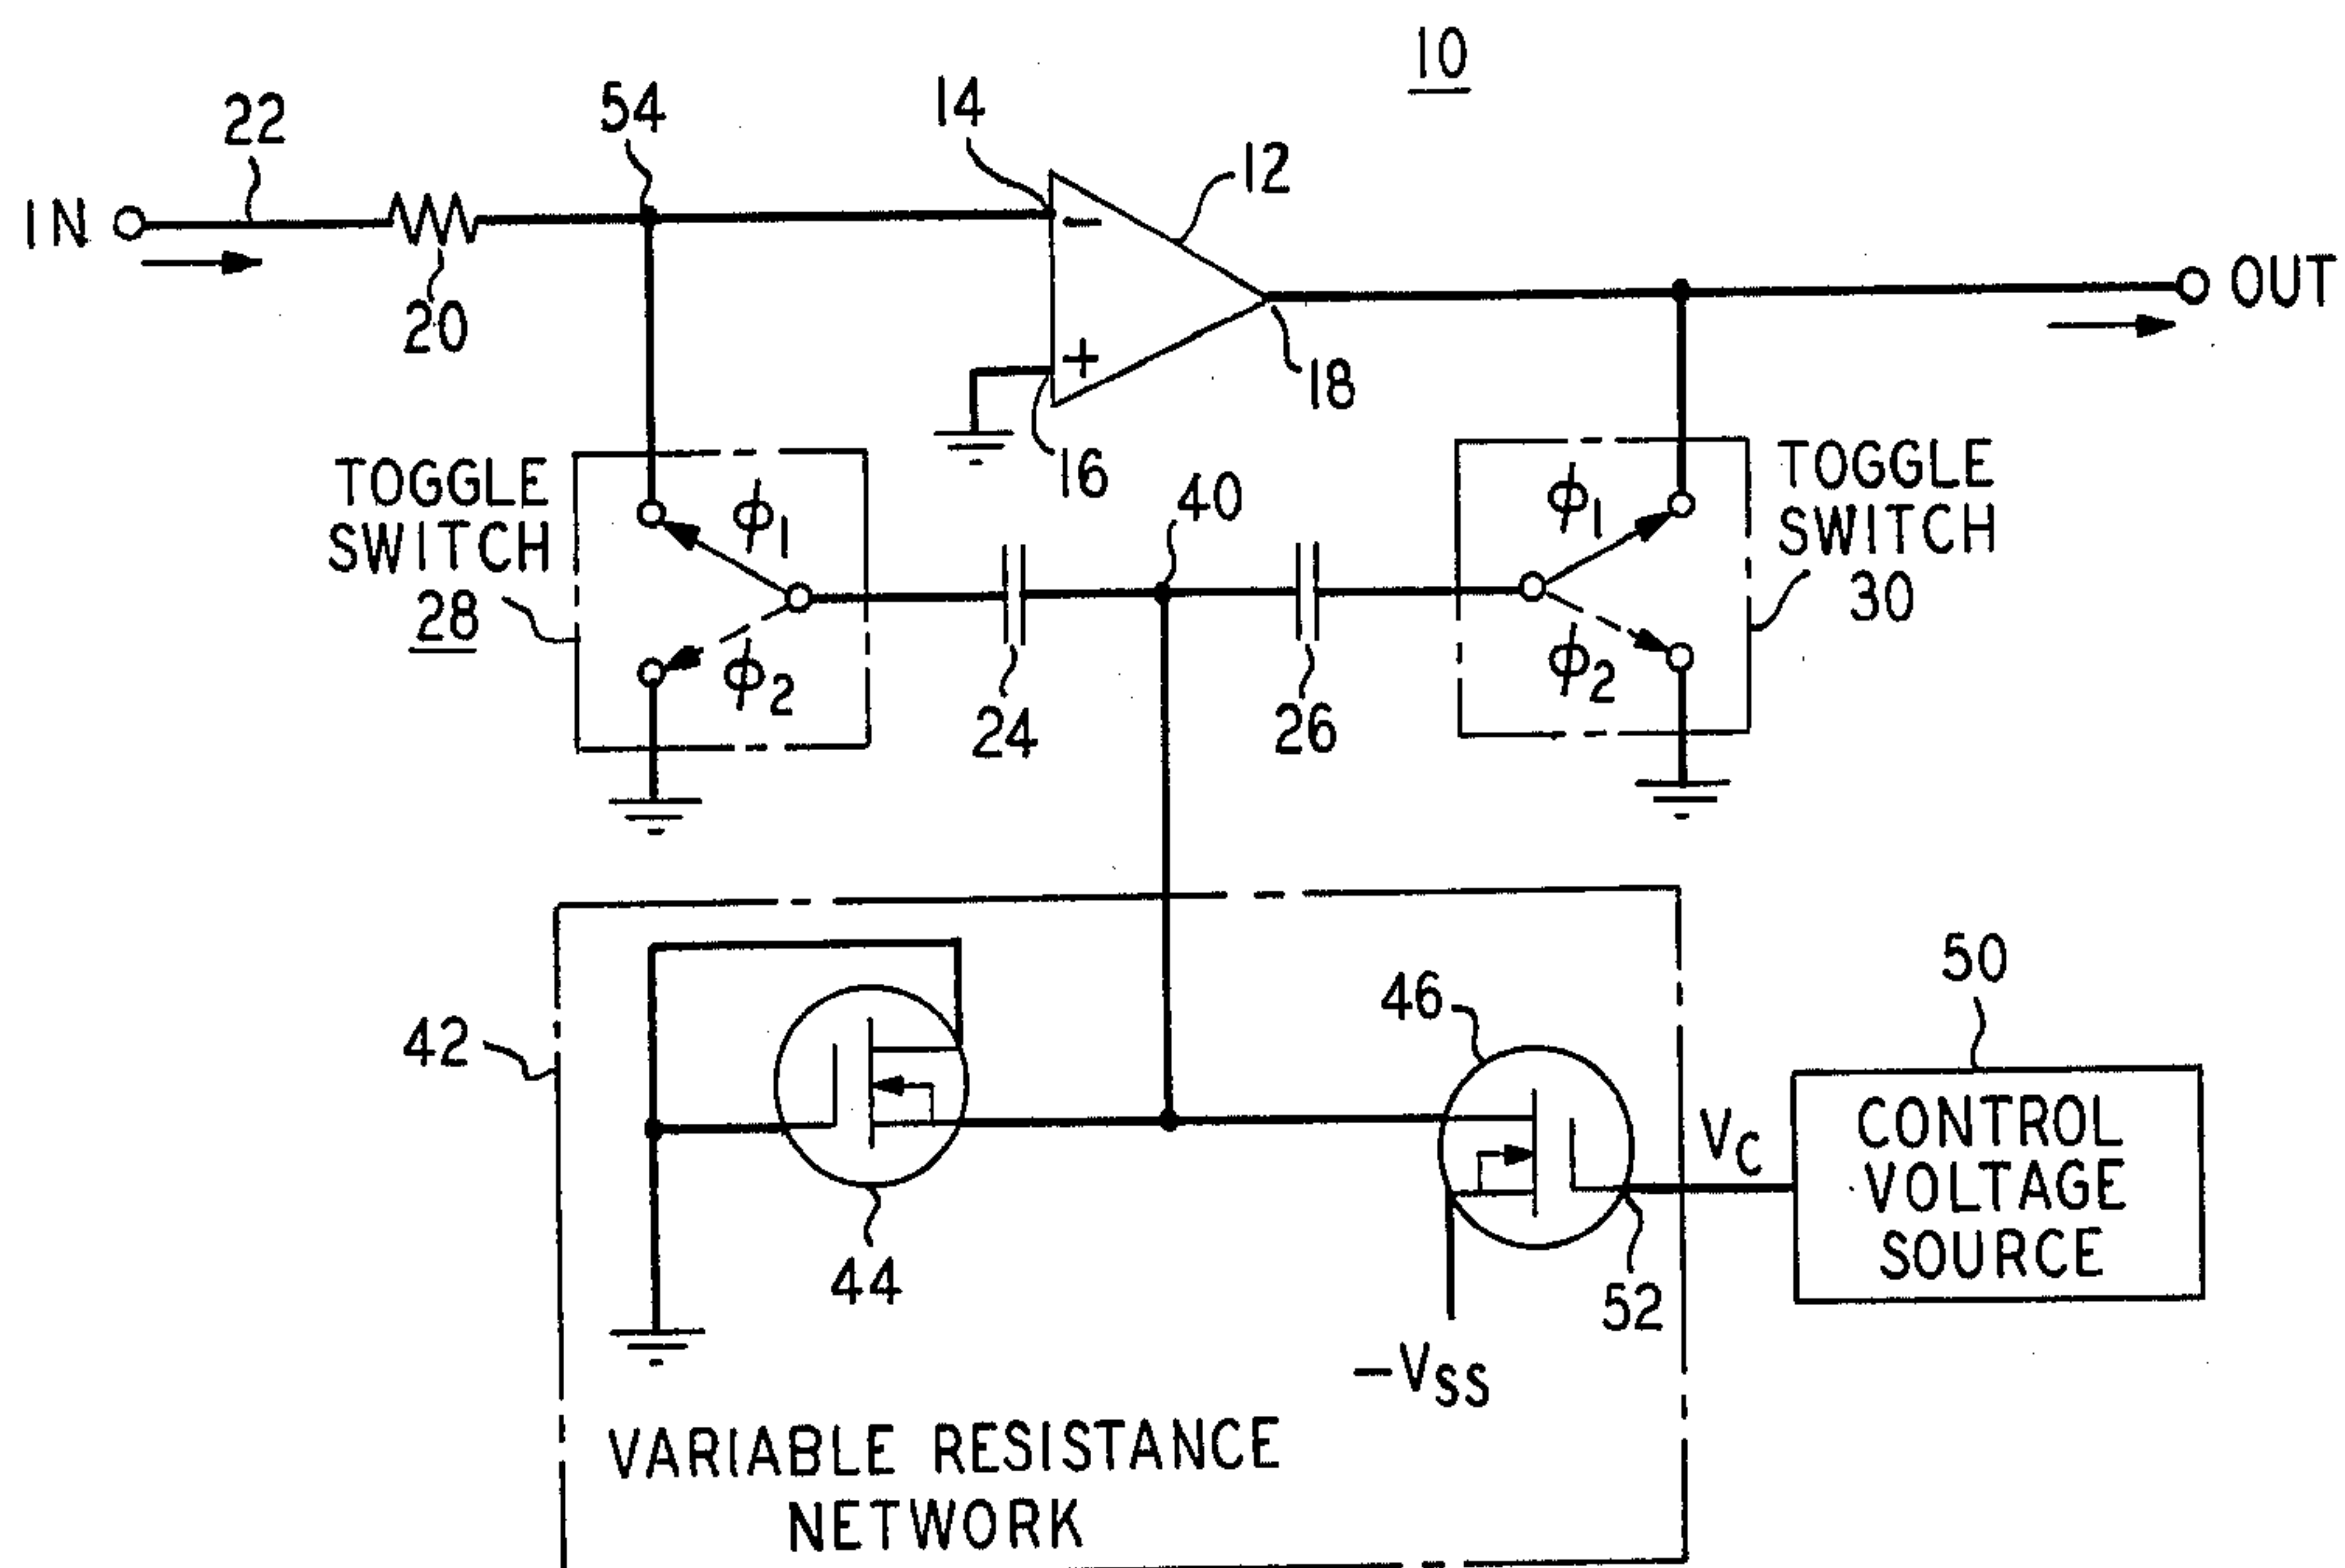 10
22
54
14
12
IN
OUT
20
18
16
TOGGLE
SWITCH
28
ϕ1
ϕ2
40
ϕ1
ϕ2
TOGGLE
SWITCH
30
24
26
42
44
46
50
VC
CONTROL
VOLTAGE
SOURCE
52
-VSS
VARIABLE RESISTANCE
NETWORK
-
+